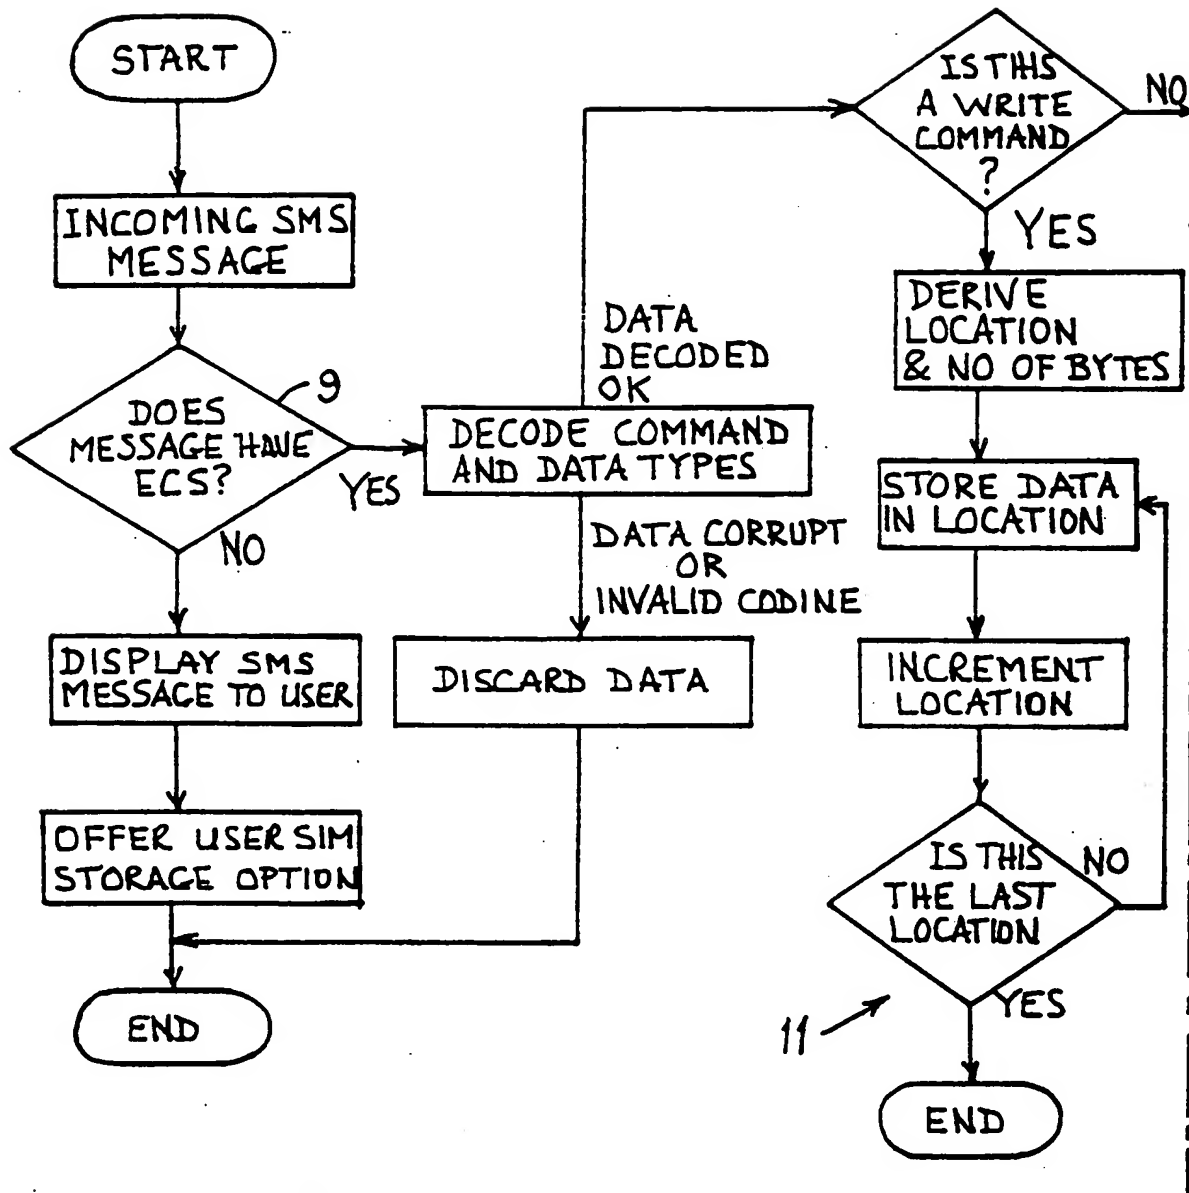 START
INCOMING SMS
MESSAGE
DOES
MESSAGE HAVE
ECS?
9
YES
NO
DISPLAY SMS
MESSAGE TO USER
OFFER USER SIM
STORAGE OPTION
END
DATA
DECODED
OK
DECODE COMMAND
AND DATA TYPES
DATA CORRUPT
OR
INVALID CODINE
DISCARD DATA
IS THIS
A WRITE
COMMAND
?
NO
YES
DERIVE
LOCATION
& NO OF BYTES
STORE DATA
IN LOCATION
INCREMENT
LOCATION
IS THIS
THE LAST
LOCATION
NO
YES
11
END